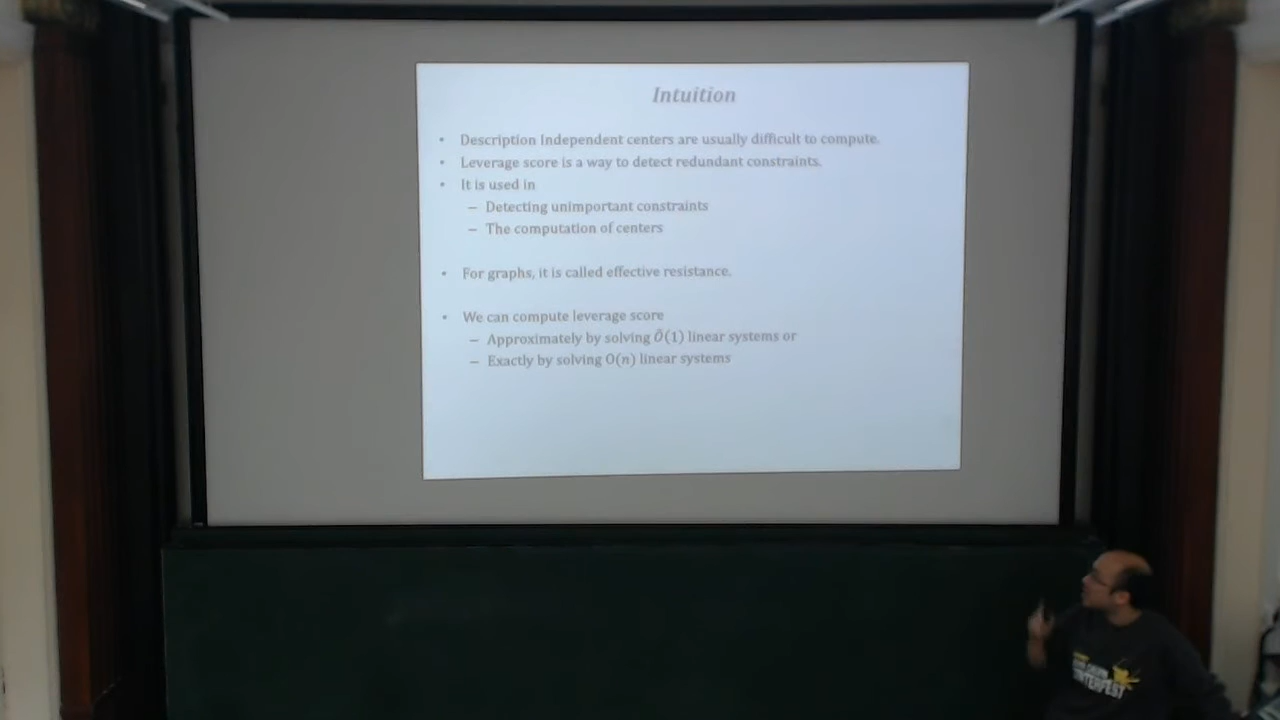 Intuition
• Description Independent centers are usually difficult to compute.
• Leverage score is a way to detect redundant constraints.
• It is used in
– Detecting unimportant constraints
– The computation of centers
• For graphs, it is called effective resistance.
• We can compute leverage score
– Approximately by solving Õ(1) linear systems or
– Exactly by solving O(n) linear systems